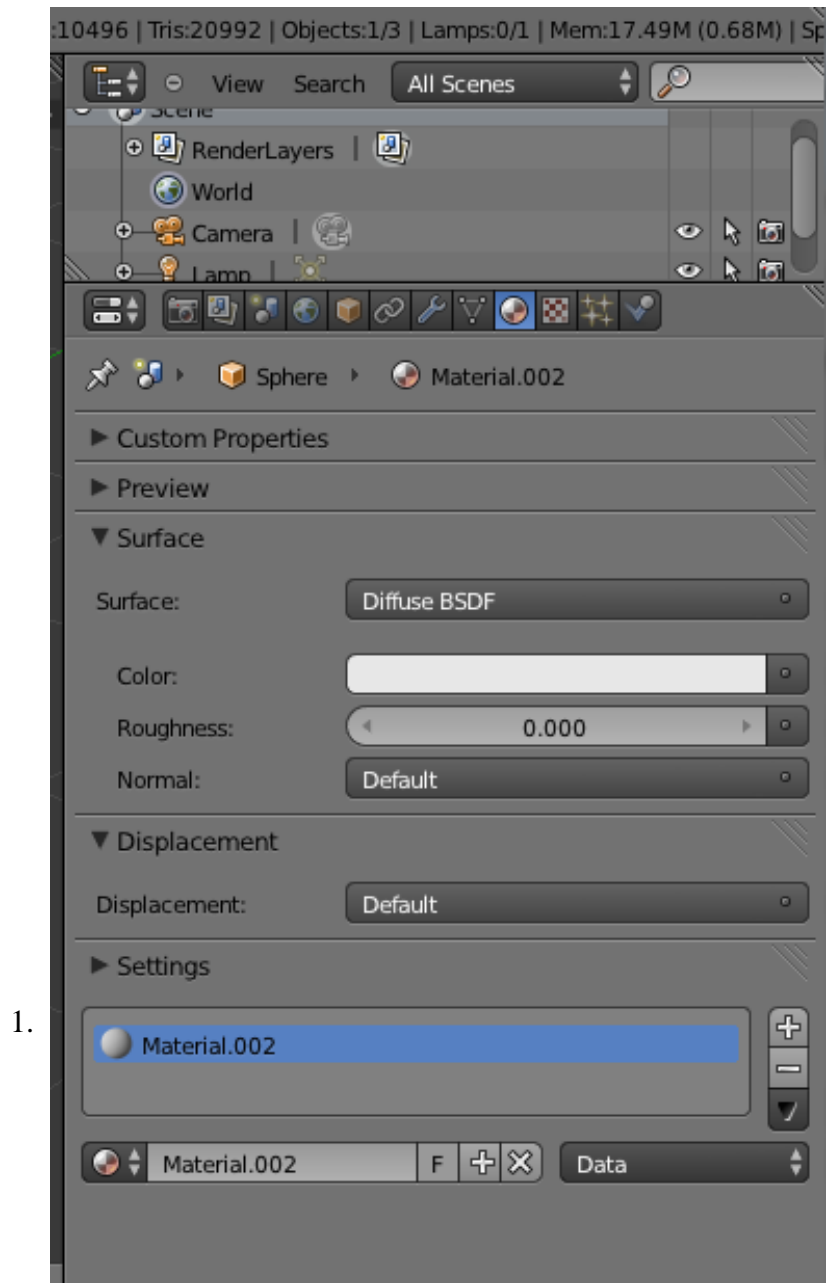 :10496 | Tris:20992 | Objects:1/3 | Lamps:0/1 | Mem:17.49M (0.68M) | Sp
View Search All Scenes
Scene
RenderLayers |
World
Camera |
Lamp |
Sphere Material.002
Custom Properties
Preview
Surface
Surface: Diffuse BSDF
Color:
Roughness: 0.000
Normal: Default
Displacement
Displacement: Default
Settings
1.
Material.002
Material.002 F Data